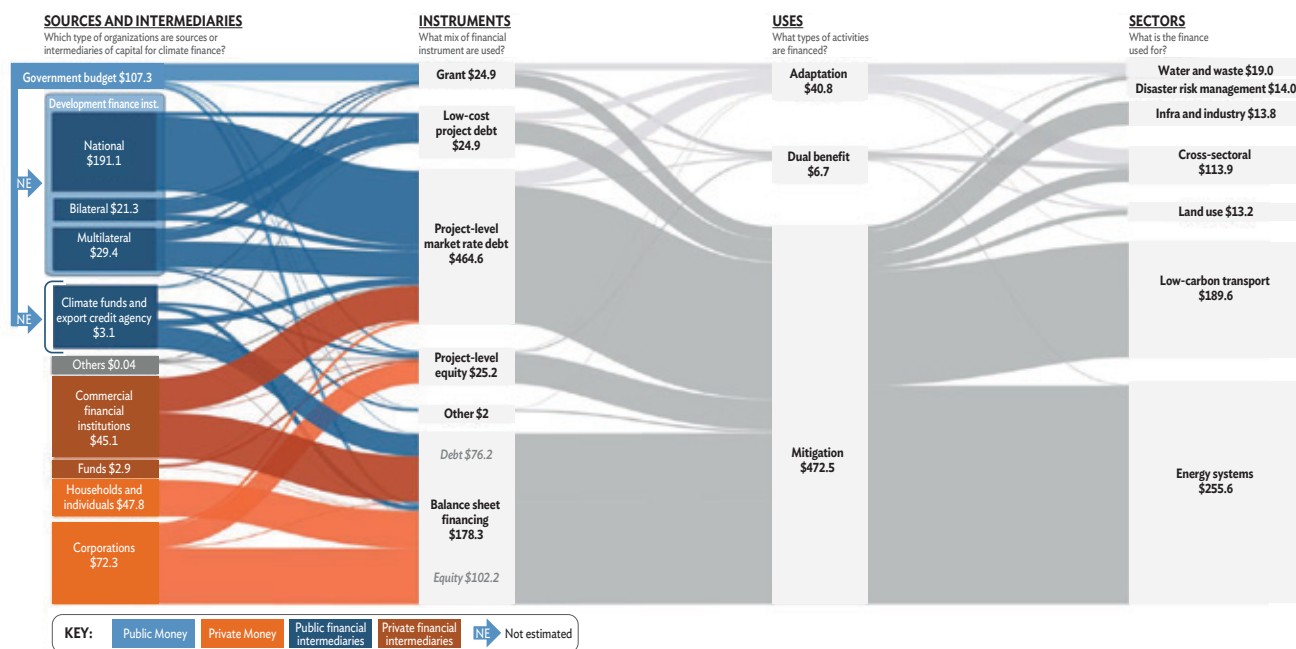 SOURCES AND INTERMEDIARIES
Which type of organizations are sources or
intermediaries of capital for climate finance?
Government budget $107.3
Development finance inst.
National
$191.1
NE
Bilateral $21.3
Multilateral
$29.4
Climate funds and
export credit agency
$3.1
NE
Others $0.04
Commercial
financial
institutions
$45.1
Funds $2.9
Households and
individuals $47.8
Corporations
$72.3
INSTRUMENTS
What mix of financial
instrument are used?
Grant $24.9
Low-cost
project debt
$24.9
Project-level
market rate debt
$464.6
Project-level
equity $25.2
Other $2
Debt $76.2
Balance sheet
financing
$178.3
Equity $102.2
USES
What types of activities
are financed?
Adaptation
$40.8
Dual benefit
$6.7
Mitigation
$472.5
SECTORS
What is the finance
used for?
Water and waste $19.0
Disaster risk management $14.0
Infra and industry $13.8
Cross-sectoral
$113.9
Land use $13.2
Low-carbon transport
$189.6
Energy systems
$255.6
KEY:
Public Money
Private Money
Public financial
intermediaries
Private financial
intermediaries
NE
Not estimated